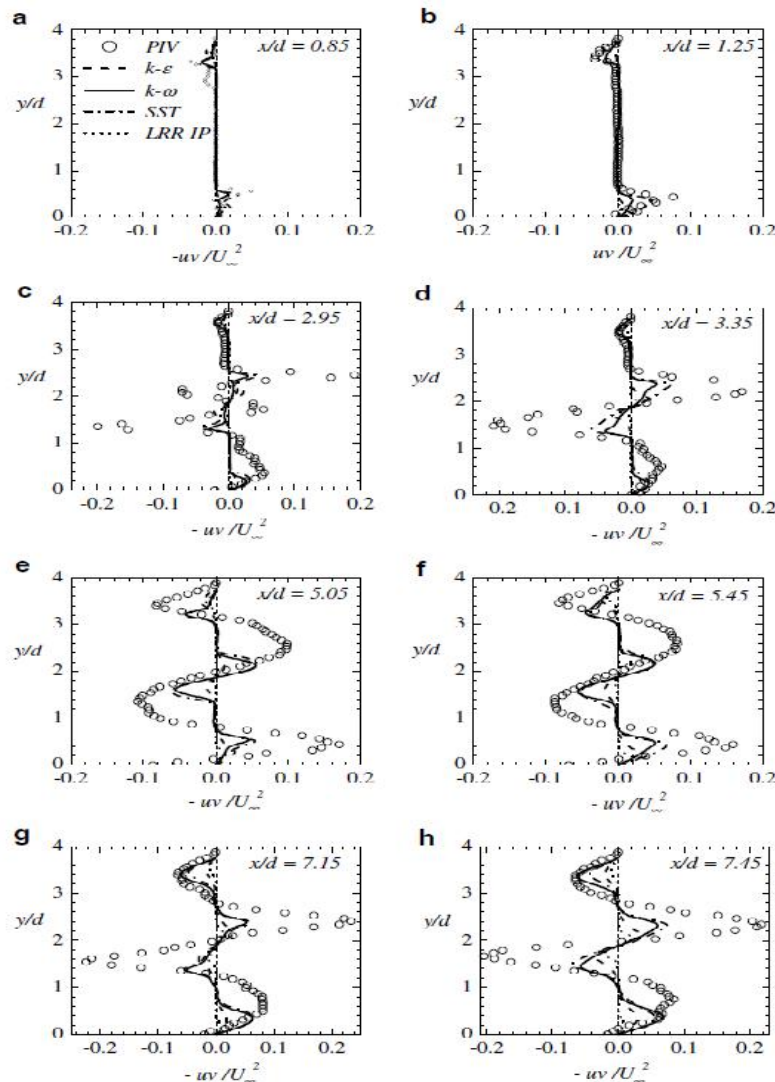 a
x/d = 0.85
PIV
k-ε
k-ω
SST
LRR IP
y/d
4
3
2
1
0
-0.2 -0.1 0.0 0.1 0.2
-uv /U∞²
b
x/d = 1.25
y/d
4
3
2
1
0
-0.2 -0.1 0.0 0.1 0.2
uv /U∞²
c
x/d − 2.95
y/d
4
3
2
1
0
-0.2 -0.1 0.0 0.1 0.2
- uv /U∞²
d
x/d − 3.35
y/d
4
3
2
1
0
0.2 0.1 0.0 0.1 0.2
- uv /U∞²
e
x/d = 5.05
y/d
4
3
2
1
0
-0.2 -0.1 0.0 0.1 0.2
- uv /U∞²
f
x/d = 5.45
y/d
4
3
2
1
0
-0.2 -0.1 0.0 0.1 0.2
- uv /U∞²
g
x/d = 7.15
y/d
4
3
2
1
0
-0.2 -0.1 0.0 0.1 0.2
- uv /U∞²
h
x/d = 7.45
y/d
4
3
2
1
0
-0.2 -0.1 0.0 0.1 0.2
- uv /U∞²